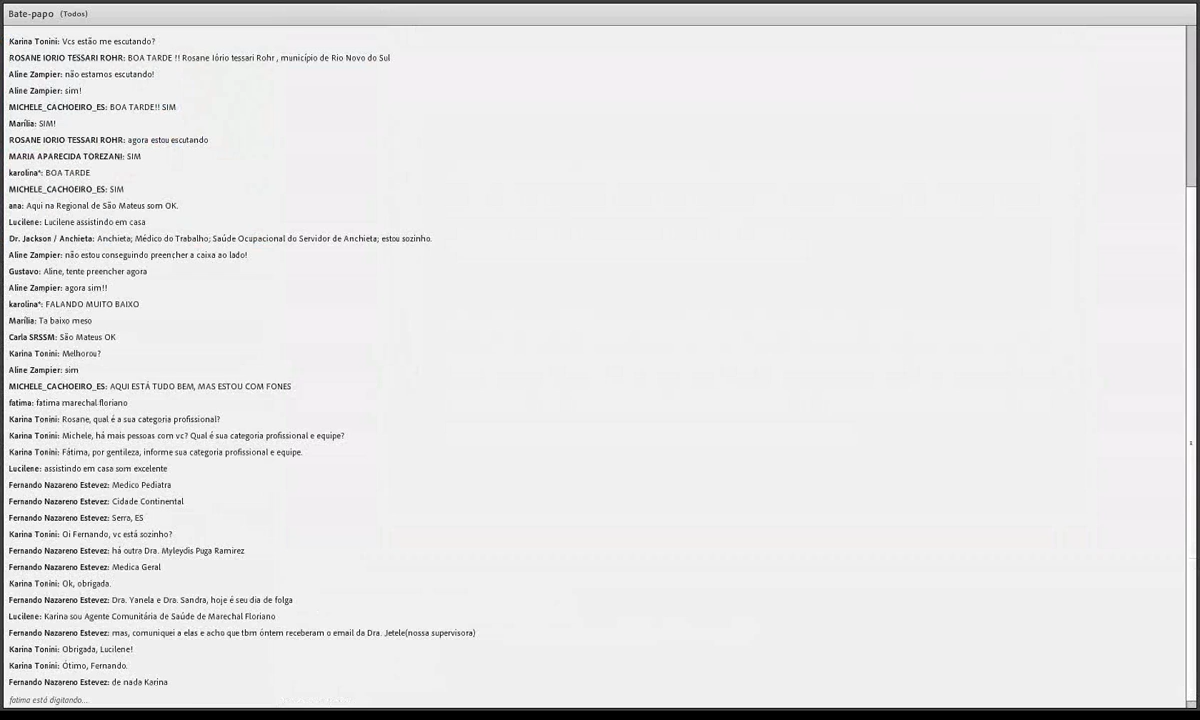 Bate-papo (Todos)
Karina Tonini: Vcs estão me escutando?
ROSANE IORIO TESSARI ROHR: BOA TARDE !! Rosane Iório tessari Rohr , município de Rio Novo do Sul
Aline Zampier: não estamos escutando!
Aline Zampier: sim!
MICHELE_CACHOEIRO_ES: BOA TARDE!! SIM
Marília: SIM!
ROSANE IORIO TESSARI ROHR: agora estou escutando
MARIA APARECIDA TOREZANI: SIM
karolina*: BOA TARDE
MICHELE_CACHOEIRO_ES: SIM
ana: Aqui na Regional de São Mateus som OK.
Lucilene: Lucilene assistindo em casa
Dr. Jackson / Anchieta: Anchieta; Médico do Trabalho; Saúde Ocupacional do Servidor de Anchieta; estou sozinho.
Aline Zampier: não estou conseguindo preencher a caixa ao lado!
Gustavo: Aline, tente preencher agora
Aline Zampier: agora sim!!
karolina*: FALANDO MUITO BAIXO
Marília: Ta baixo meso
Carla SRSSM: São Mateus OK
Karina Tonini: Melhorou?
Aline Zampier: sim
MICHELE_CACHOEIRO_ES: AQUI ESTÁ TUDO BEM, MAS ESTOU COM FONES
fatima: fatima marechal floriano
Karina Tonini: Rosane, qual é a sua categoria profissional?
Karina Tonini: Michele, há mais pessoas com vc? Qual é sua categoria profissional e equipe?
Karina Tonini: Fátima, por gentileza, informe sua categoria profissional e equipe.
Lucilene: assistindo em casa som excelente
Fernando Nazareno Estevez: Medico Pediatra
Fernando Nazareno Estevez: Cidade Continental
Fernando Nazareno Estevez: Serra, ES
Karina Tonini: Oi Fernando, vc está sozinho?
Fernando Nazareno Estevez: há outra Dra. Myleydis Puga Ramirez
Fernando Nazareno Estevez: Medica Geral
Karina Tonini: Ok, obrigada.
Fernando Nazareno Estevez: Dra. Yanela e Dra. Sandra, hoje é seu dia de folga
Lucilene: Karina sou Agente Comunitária de Saúde de Marechal Floriano
Fernando Nazareno Estevez: mas, comuniquei a elas e acho que tbm óntem receberam o email da Dra. Jetele(nossa supervisora)
Karina Tonini: Obrigada, Lucilene!
Karina Tonini: Ótimo, Fernando.
Fernando Nazareno Estevez: de nada Karina
fatima está digitando...